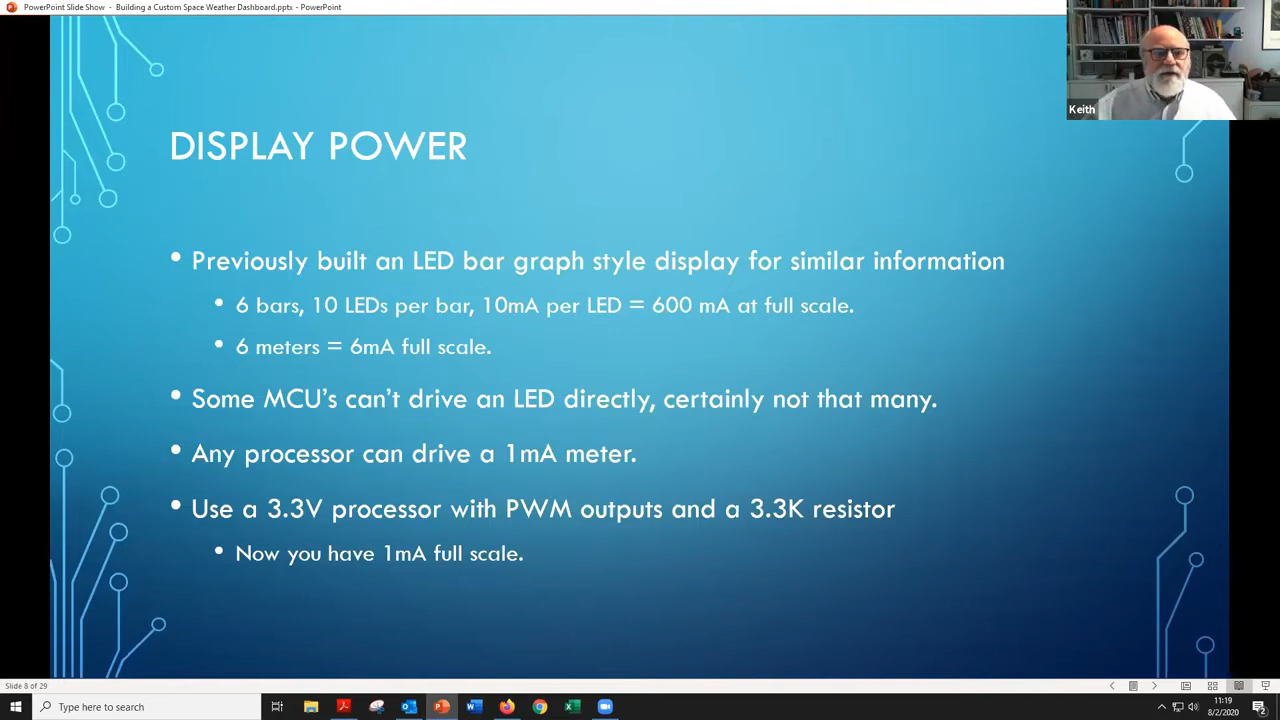 PowerPoint Slide Show - Building a Custom Space Weather Dashboard.pptx - PowerPoint
Keith
DISPLAY POWER
• Previously built an LED bar graph style display for similar information
• 6 bars, 10 LEDs per bar, 10mA per LED = 600 mA at full scale.
• 6 meters = 6mA full scale.
• Some MCU's can't drive an LED directly, certainly not that many.
• Any processor can drive a 1mA meter.
• Use a 3.3V processor with PWM outputs and a 3.3K resistor
• Now you have 1mA full scale.
Slide 8 of 29
Type here to search
11:19
8/2/2020
2